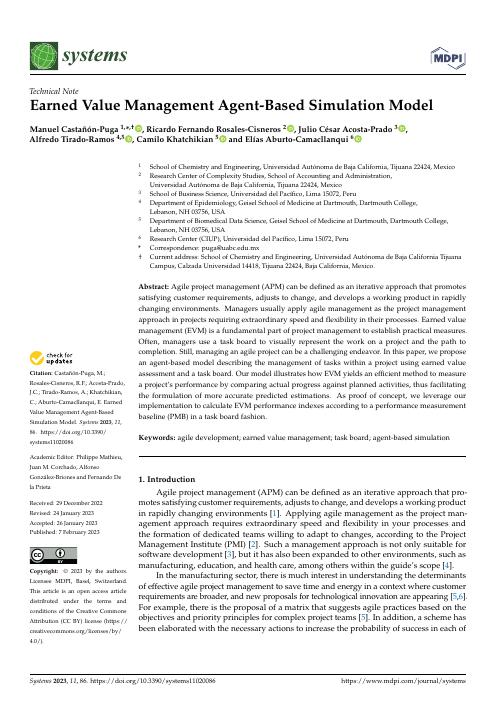 systems
MDPI
Technical Note
Earned Value Management Agent-Based Simulation Model
Manuel Castañón-Puga 1,*,†, Ricardo Fernando Rosales-Cisneros 2, Julio César Acosta-Prado 3,
Alfredo Tirado-Ramos 4,5, Camilo Khatchikian 5 and Elías Aburto-Camacllanqui 6
1 School of Chemistry and Engineering, Universidad Autónoma de Baja California, Tijuana 22424, Mexico
2 Research Center of Complexity Studies, School of Accounting and Administration,
Universidad Autónoma de Baja California, Tijuana 22424, Mexico
3 School of Business Science, Universidad del Pacífico, Lima 15072, Peru
4 Department of Epidemiology, Geisel School of Medicine at Dartmouth, Dartmouth College,
Lebanon, NH 03756, USA
5 Department of Biomedical Data Science, Geisel School of Medicine at Dartmouth, Dartmouth College,
Lebanon, NH 03756, USA
6 Research Center (CIUP), Universidad del Pacífico, Lima 15072, Peru
* Correspondence: puga@uabc.edu.mx
† Current address: School of Chemistry and Engineering, Universidad Autónoma de Baja California Tijuana
Campus, Calzada Universidad 14418, Tijuana 22424, Baja California, Mexico.
Abstract: Agile project management (APM) can be defined as an iterative approach that promotes
satisfying customer requirements, adjusts to change, and develops a working product in rapidly
changing environments. Managers usually apply agile management as the project management
approach in projects requiring extraordinary speed and flexibility in their processes. Earned value
management (EVM) is a fundamental part of project management to establish practical measures.
Often, managers use a task board to visually represent the work on a project and the path to
completion. Still, managing an agile project can be a challenging endeavor. In this paper, we propose
an agent-based model describing the management of tasks within a project using earned value
assessment and a task board. Our model illustrates how EVM yields an efficient method to measure
a project's performance by comparing actual progress against planned activities, thus facilitating
the formulation of more accurate predicted estimations. As proof of concept, we leverage our
implementation to calculate EVM performance indexes according to a performance measurement
baseline (PMB) in a task board fashion.
Keywords: agile development; earned value management; task board; agent-based simulation
check for
updates
Citation: Castañón-Puga, M.;
Rosales-Cisneros, R.F.; Acosta-Prado,
J.C.; Tirado-Ramos, A.; Khatchikian,
C.; Aburto-Camacllanqui, E. Earned
Value Management Agent-Based
Simulation Model. Systems 2023, 11,
86. https://doi.org/10.3390/
systems11020086
Academic Editor: Philippe Mathieu,
Juan M. Corchado, Alfonso
González-Briones and Fernando De
la Prieta
Received: 29 December 2022
Revised: 24 January 2023
Accepted: 26 January 2023
Published: 7 February 2023
CC BY
Copyright: © 2023 by the authors.
Licensee MDPI, Basel, Switzerland.
This article is an open access article
distributed under the terms and
conditions of the Creative Commons
Attribution (CC BY) license (https://
creativecommons.org/licenses/by/
4.0/).
1. Introduction
Agile project management (APM) can be defined as an iterative approach that pro-
motes satisfying customer requirements, adjusts to change, and develops a working product
in rapidly changing environments [1]. Applying agile management as the project man-
agement approach requires extraordinary speed and flexibility in your processes and
the formation of dedicated teams willing to adapt to changes, according to the Project
Management Institute (PMI) [2]. Such a management approach is not only suitable for
software development [3], but it has also been expanded to other environments, such as
manufacturing, education, and health care, among others within the guide's scope [4].
In the manufacturing sector, there is much interest in understanding the determinants
of effective agile project management to save time and energy in a context where customer
requirements are broader, and new proposals for technological innovation are appearing [5,6].
For example, there is the proposal of a matrix that suggests agile practices based on the
objectives and priority principles for complex project teams [5]. In addition, a scheme has
been elaborated with the necessary actions to increase the probability of success in each of
Systems 2023, 11, 86. https://doi.org/10.3390/systems11020086
https://www.mdpi.com/journal/systems